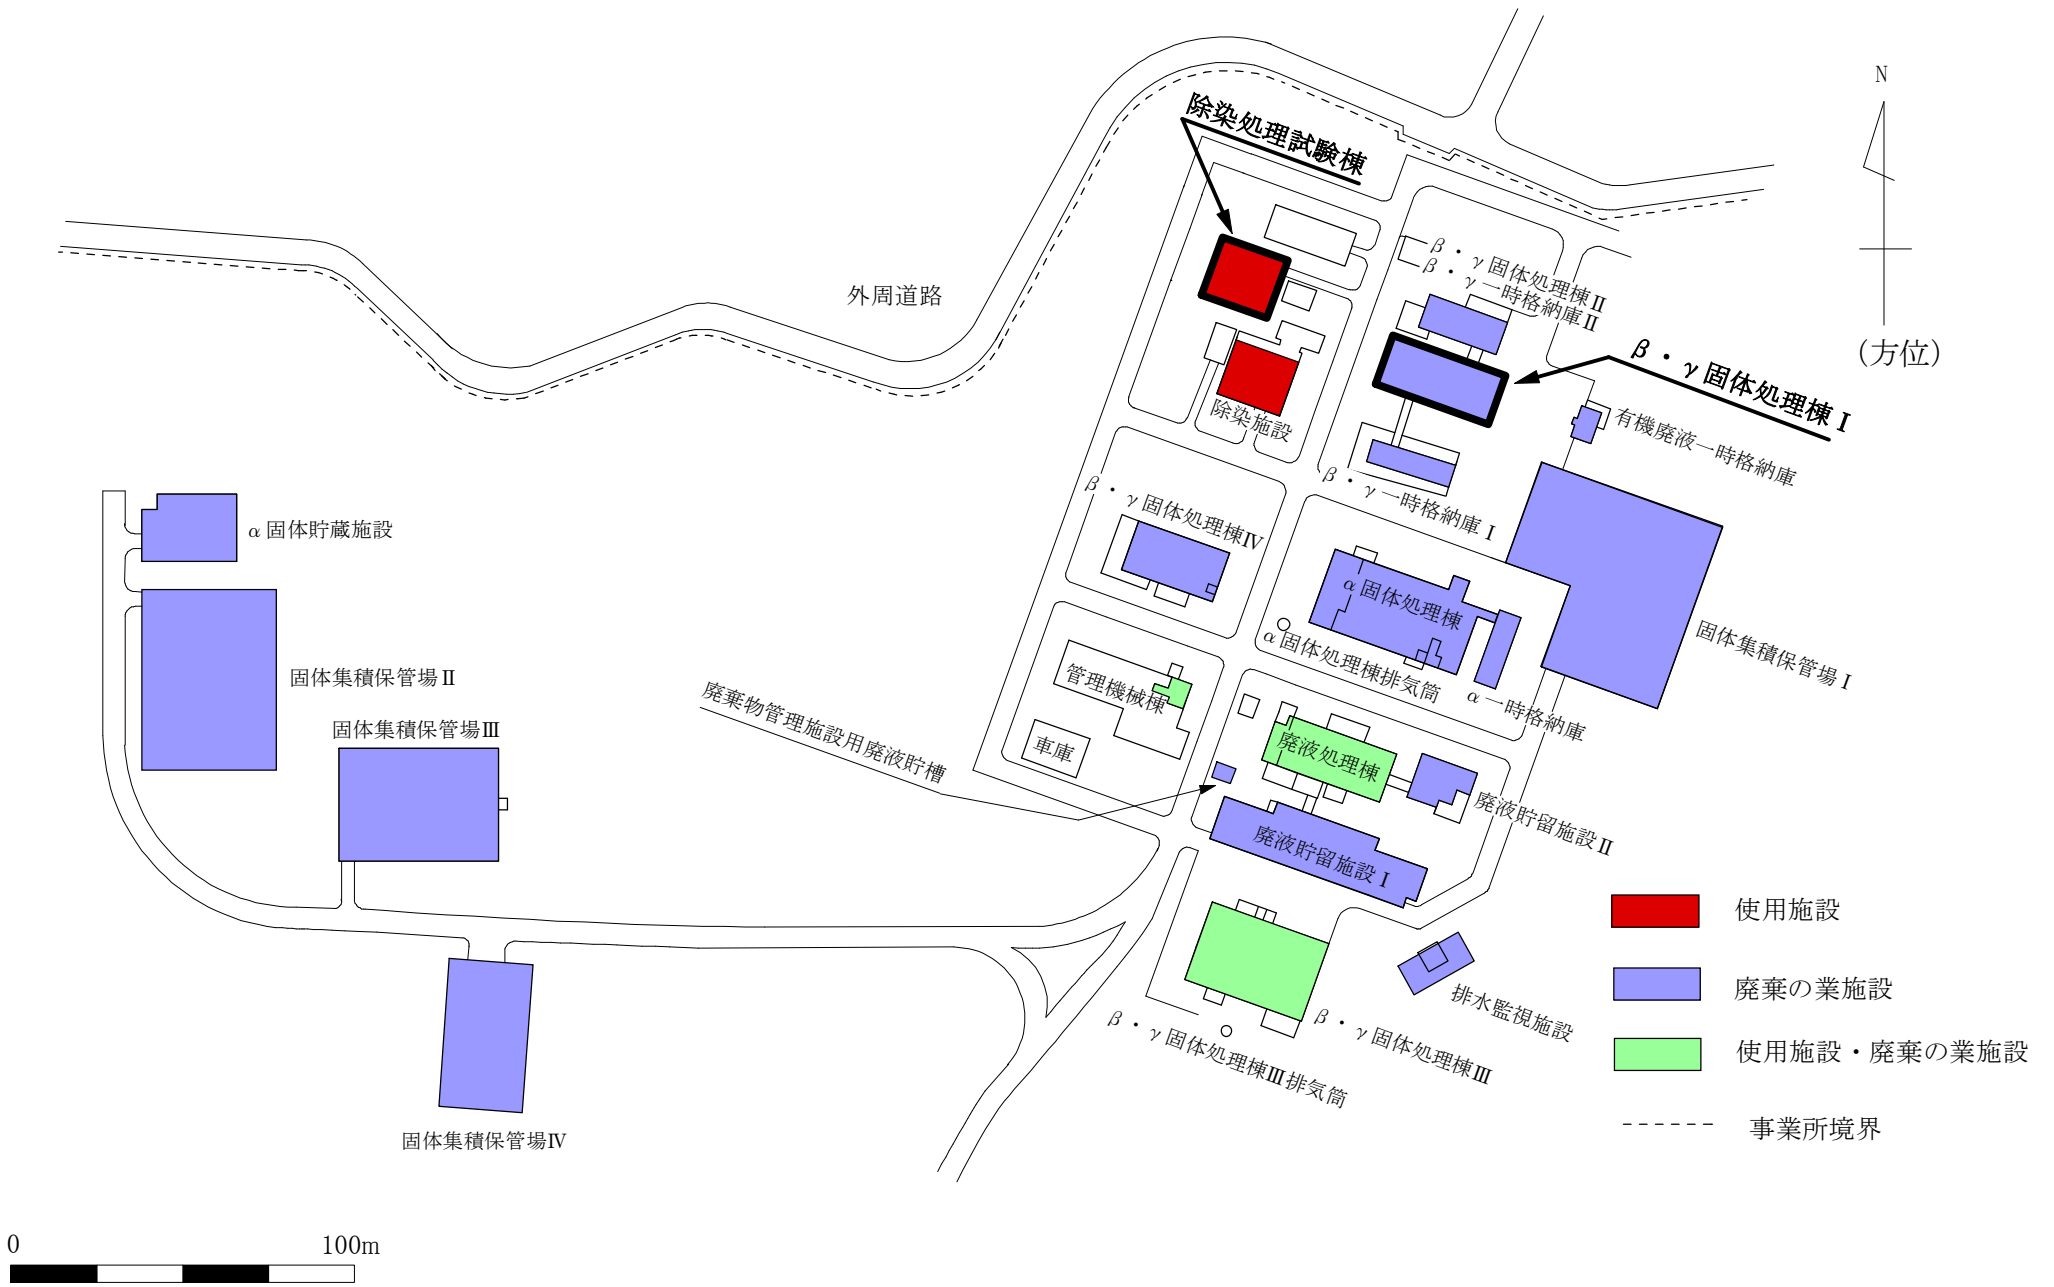 N
(方位)
除染処理試験棟
外周道路
β・γ固体処理棟Ⅱ
β・γ一時格納庫Ⅱ
β・γ固体処理棟Ⅰ
除染施設
有機廃液一時格納庫
β・γ一時格納庫Ⅰ
β・γ固体処理棟Ⅳ
α固体貯蔵施設
α固体処理棟
固体集積保管場Ⅰ
α固体処理棟排気筒
α一時格納庫
固体集積保管場Ⅱ
管理機械棟
廃棄物管理施設用廃液貯槽
固体集積保管場Ⅲ
車庫
廃液処理棟
廃液貯留施設Ⅱ
廃液貯留施設Ⅰ
排水監視施設
β・γ固体処理棟Ⅲ
β・γ固体処理棟Ⅲ排気筒
固体集積保管場Ⅳ
使用施設
廃棄の業施設
使用施設・廃棄の業施設
事業所境界
0 100m